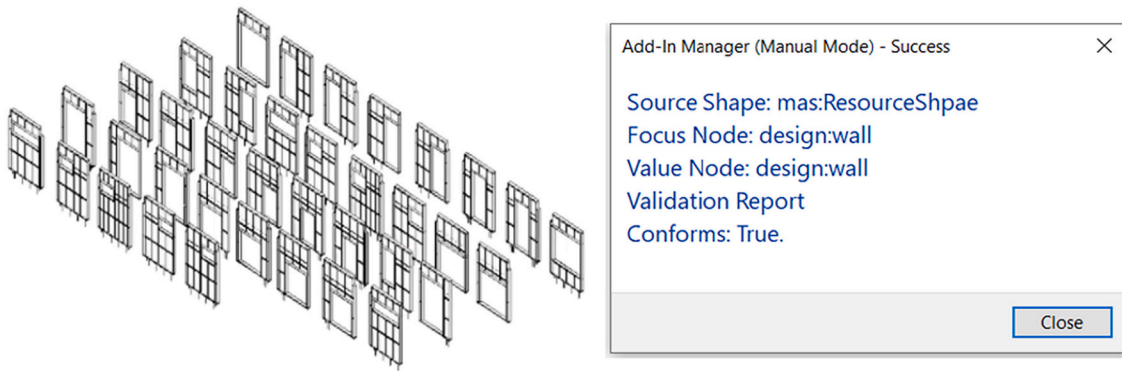 Add-In Manager (Manual Mode) - Success
Source Shape: mas:ResourceShpae
Focus Node: design:wall
Value Node: design:wall
Validation Report
Conforms: True.
Close